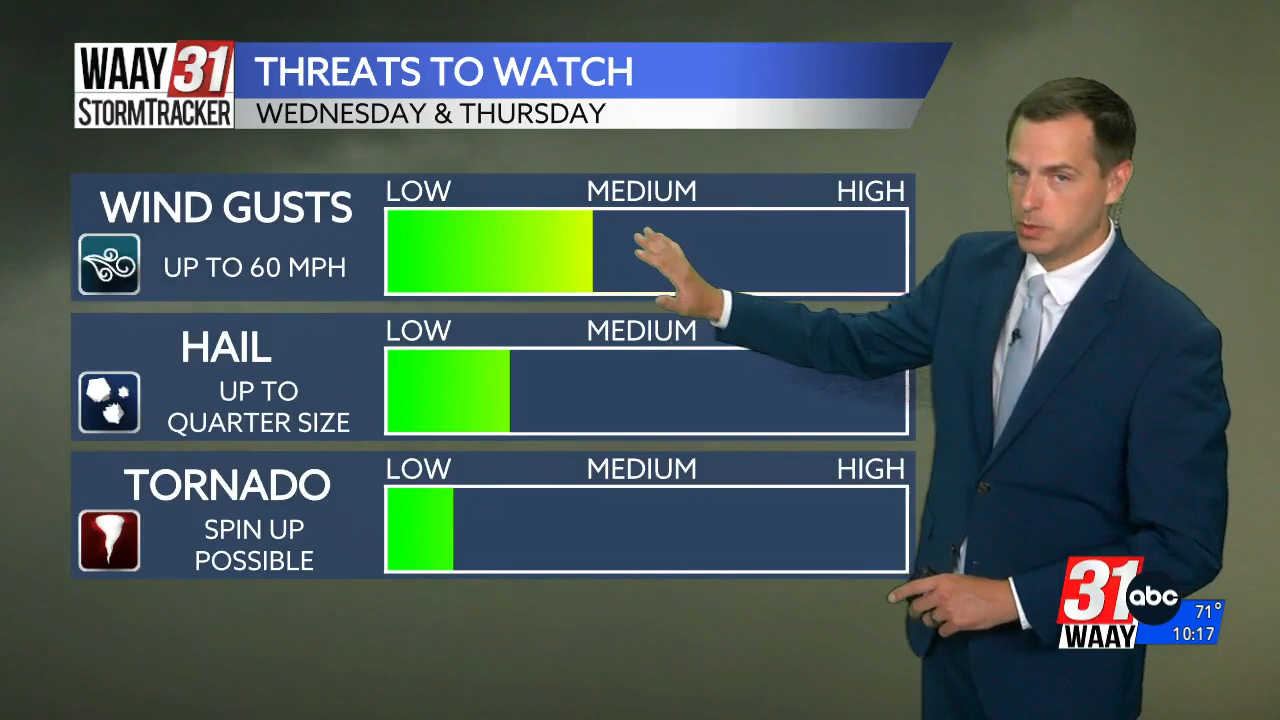 WAAY 31
STORMTRACKER
THREATS TO WATCH
WEDNESDAY & THURSDAY
WIND GUSTS
UP TO 60 MPH
LOW MEDIUM HIGH
HAIL
UP TO
QUARTER SIZE
LOW MEDIUM
TORNADO
SPIN UP
POSSIBLE
LOW MEDIUM HIGH
31
abc
WAAY
71°
10:17